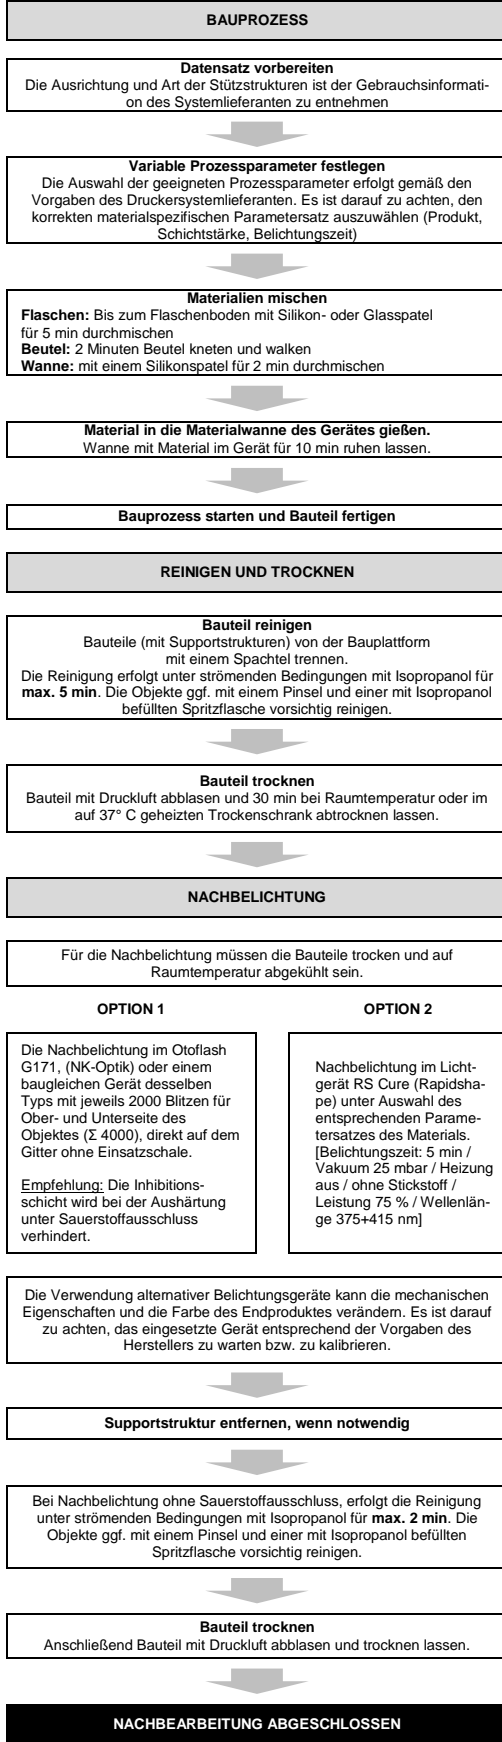 BAUPROZESS
Datensatz vorbereiten
Die Ausrichtung und Art der Stützstrukturen ist der Gebrauchsinformati-
on des Systemlieferanten zu entnehmen
Variable Prozessparameter festlegen
Die Auswahl der geeigneten Prozessparameter erfolgt gemäß den
Vorgaben des Druckersystemlieferanten. Es ist darauf zu achten, den
korrekten materialspezifischen Parametersatz auszuwählen (Produkt,
Schichtstärke, Belichtungszeit)
Materialien mischen
Flaschen: Bis zum Flaschenboden mit Silikon- oder Glasspatel
für 5 min durchmischen
Beutel: 2 Minuten Beutel kneten und walken
Wanne: mit einem Silikonspatel für 2 min durchmischen
Material in die Materialwanne des Gerätes gießen.
Wanne mit Material im Gerät für 10 min ruhen lassen.
Bauprozess starten und Bauteil fertigen
REINIGEN UND TROCKNEN
Bauteil reinigen
Bauteile (mit Supportstrukturen) von der Bauplattform
mit einem Spachtel trennen.
Die Reinigung erfolgt unter strömenden Bedingungen mit Isopropanol für
max. 5 min. Die Objekte ggf. mit einem Pinsel und einer mit Isopropanol
befüllten Spritzflasche vorsichtig reinigen.
Bauteil trocknen
Bauteil mit Druckluft abblasen und 30 min bei Raumtemperatur oder im
auf 37° C geheizten Trockenschrank abtrocknen lassen.
NACHBELICHTUNG
Für die Nachbelichtung müssen die Bauteile trocken und auf
Raumtemperatur abgekühlt sein.
OPTION 1
Die Nachbelichtung im Otoflash
G171, (NK-Optik) oder einem
baugleichen Gerät desselben
Typs mit jeweils 2000 Blitzen für
Ober- und Unterseite des
Objektes (Σ 4000), direkt auf dem
Gitter ohne Einsatzschale.
Empfehlung: Die Inhibitions-
schicht wird bei der Aushärtung
unter Sauerstoffausschluss
verhindert.
OPTION 2
Nachbelichtung im Licht-
gerät RS Cure (Rapidsha-
pe) unter Auswahl des
entsprechenden Parame-
tersatzes des Materials.
[Belichtungszeit: 5 min /
Vakuum 25 mbar / Heizung
aus / ohne Stickstoff /
Leistung 75 % / Wellenlän-
ge 375+415 nm]
Die Verwendung alternativer Belichtungsgeräte kann die mechanischen
Eigenschaften und die Farbe des Endproduktes verändern. Es ist darauf
zu achten, das eingesetzte Gerät entsprechend der Vorgaben des
Herstellers zu warten bzw. zu kalibrieren.
Supportstruktur entfernen, wenn notwendig
Bei Nachbelichtung ohne Sauerstoffausschluss, erfolgt die Reinigung
unter strömenden Bedingungen mit Isopropanol für max. 2 min. Die
Objekte ggf. mit einem Pinsel und einer mit Isopropanol befüllten
Spritzflasche vorsichtig reinigen.
Bauteil trocknen
Anschließend Bauteil mit Druckluft abblasen und trocknen lassen.
NACHBEARBEITUNG ABGESCHLOSSEN